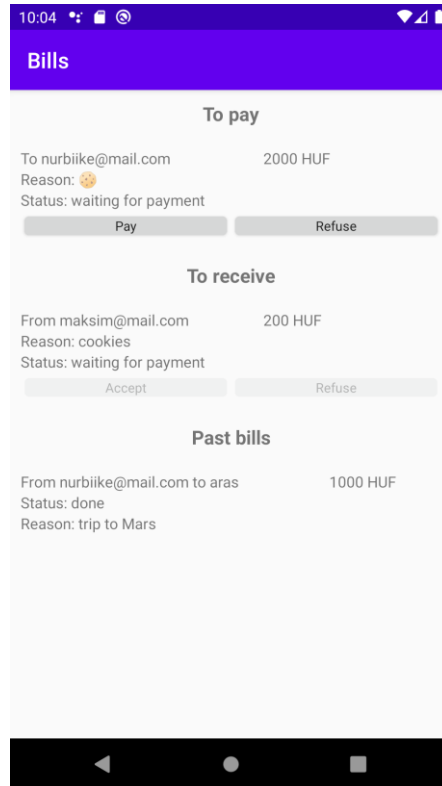 10:04
Bills
To pay
To nurbiike@mail.com 2000 HUF
Reason: 🍪
Status: waiting for payment
Pay Refuse
To receive
From maksim@mail.com 200 HUF
Reason: cookies
Status: waiting for payment
Accept Refuse
Past bills
From nurbiike@mail.com to aras 1000 HUF
Status: done
Reason: trip to Mars